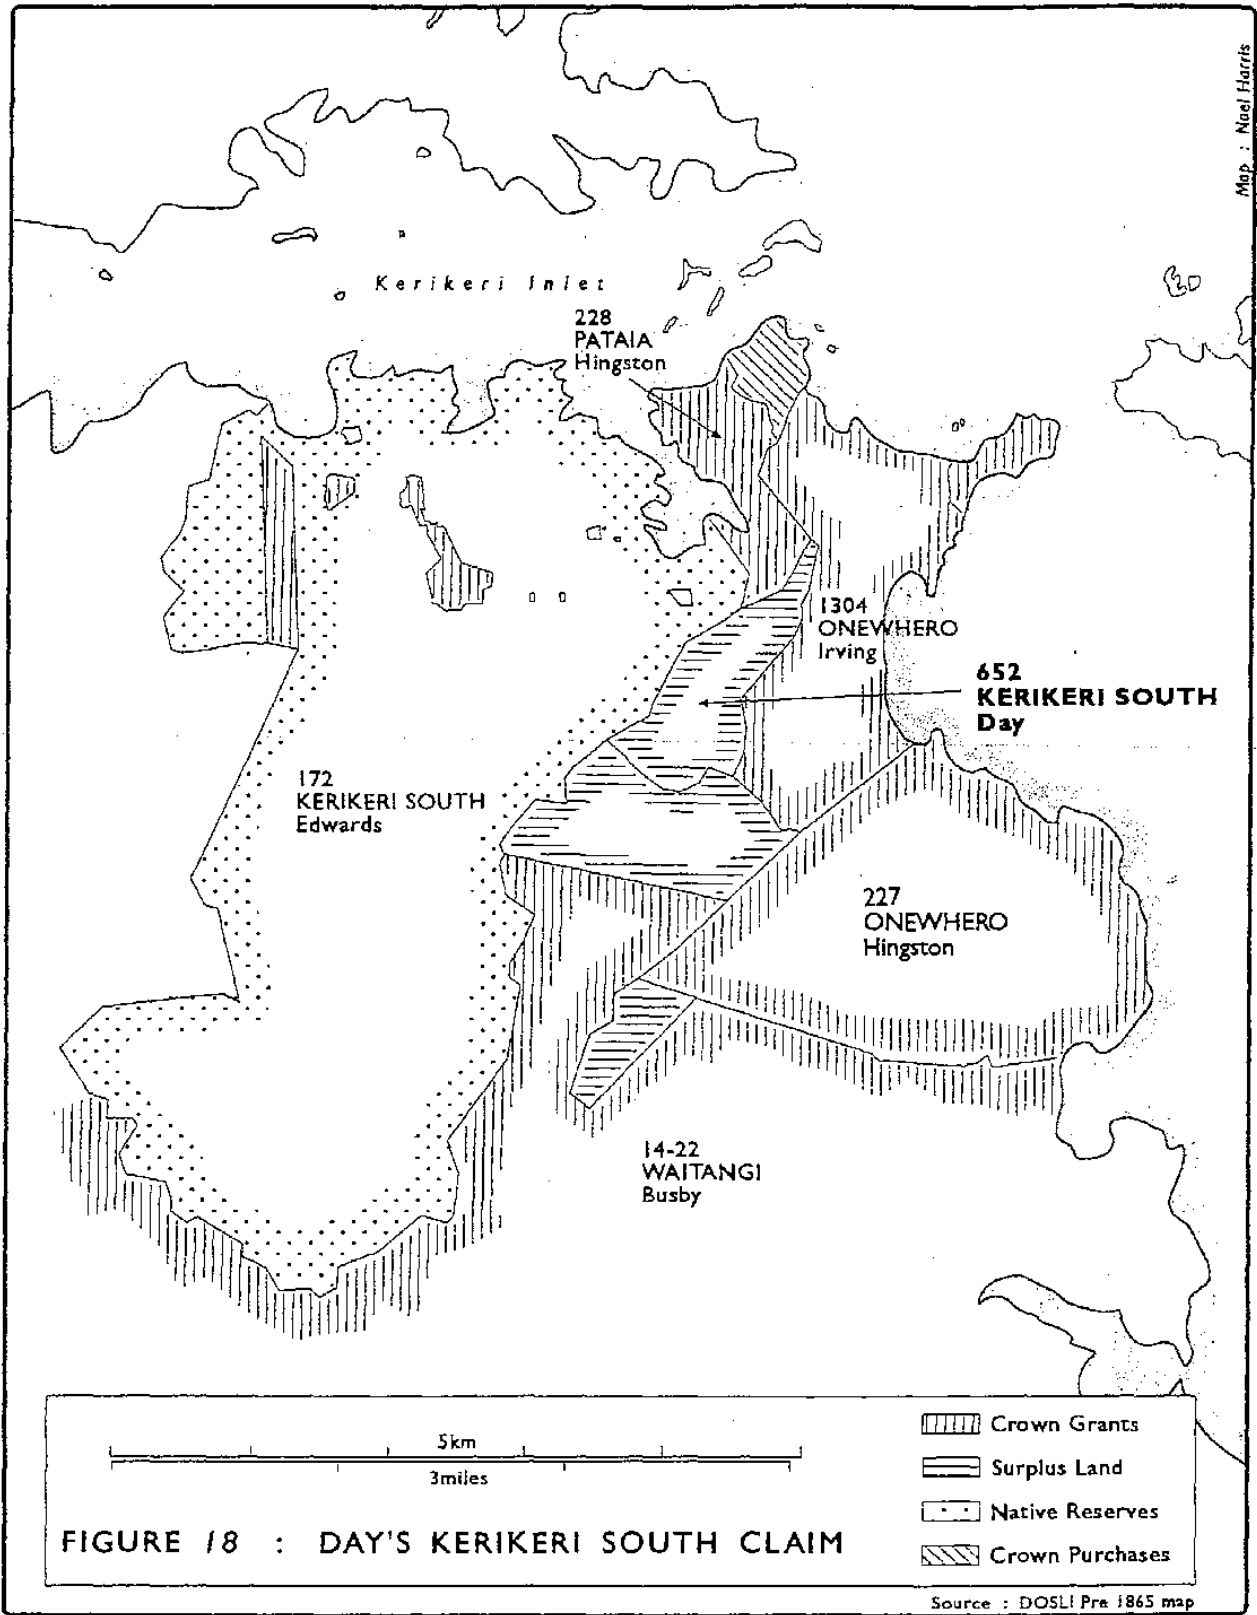 Map : Noel Harris
Kerikeri Inlet
228
PATAIA
Hingston
1304
ONEWHERO
Irving
652
KERIKERI SOUTH
Day
172
KERIKERI SOUTH
Edwards
227
ONEWHERO
Hingston
14-22
WAITANGI
Busby
5km
3miles
FIGURE 18 : DAY'S KERIKERI SOUTH CLAIM
Crown Grants
Surplus Land
Native Reserves
Crown Purchases
Source : DOSLI Pre 1865 map